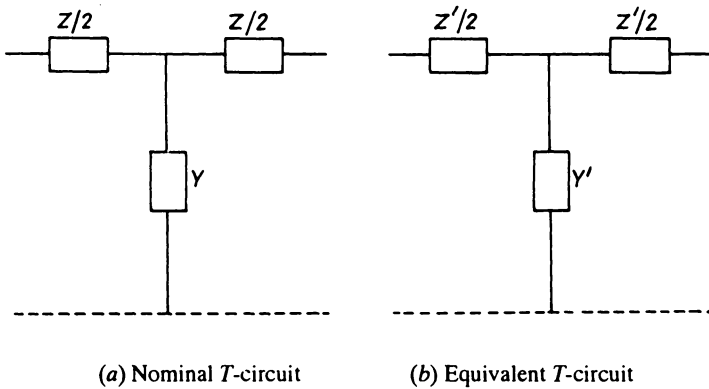 Z/2 Z/2 Z'/2 Z'/2
Y Y'
(a) Nominal T-circuit (b) Equivalent T-circuit